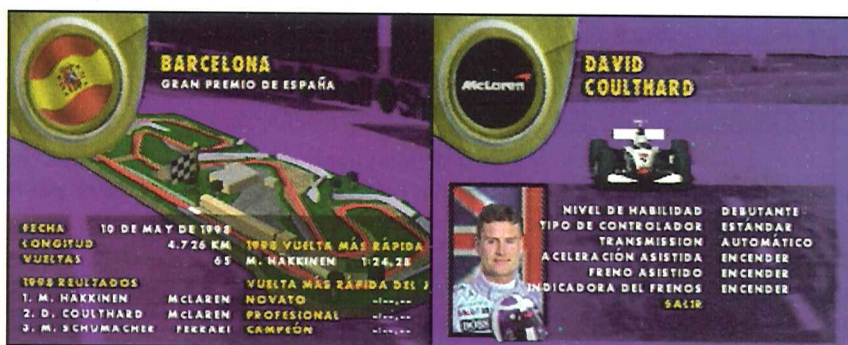 BARCELONA
GRAN PREMIO DE ESPAÑA
FECHA 10 DE MAY DE 1998
LONGITUD 4.726 KM
VUELTAS 65
1998 VUELTA MÁS RÁPIDA
M. HAKKINEN 1:24.28
1998 REULTADOS
1. M. HAKKINEN McLAREN
2. D. COULTHARD McLAREN
3. M. SCHUMACHER FERRARI
VUELTA MÁS RÁPIDA DEL J
NOVATO -:--.--
PROFESIONAL -:--.--
CAMPEÓN -:--.--
McLaren
DAVID
COULTHARD
NIVEL DE HABILIDAD DEBUTANTE
TIPO DE CONTROLADOR ESTÁNDAR
TRANSMISSION AUTOMÁTICO
ACELERACIÓN ASISTIDA ENCENDER
FRENO ASISTIDO ENCENDER
INDICADORA DEL FRENOS ENCENDER
SALIR
BOSS